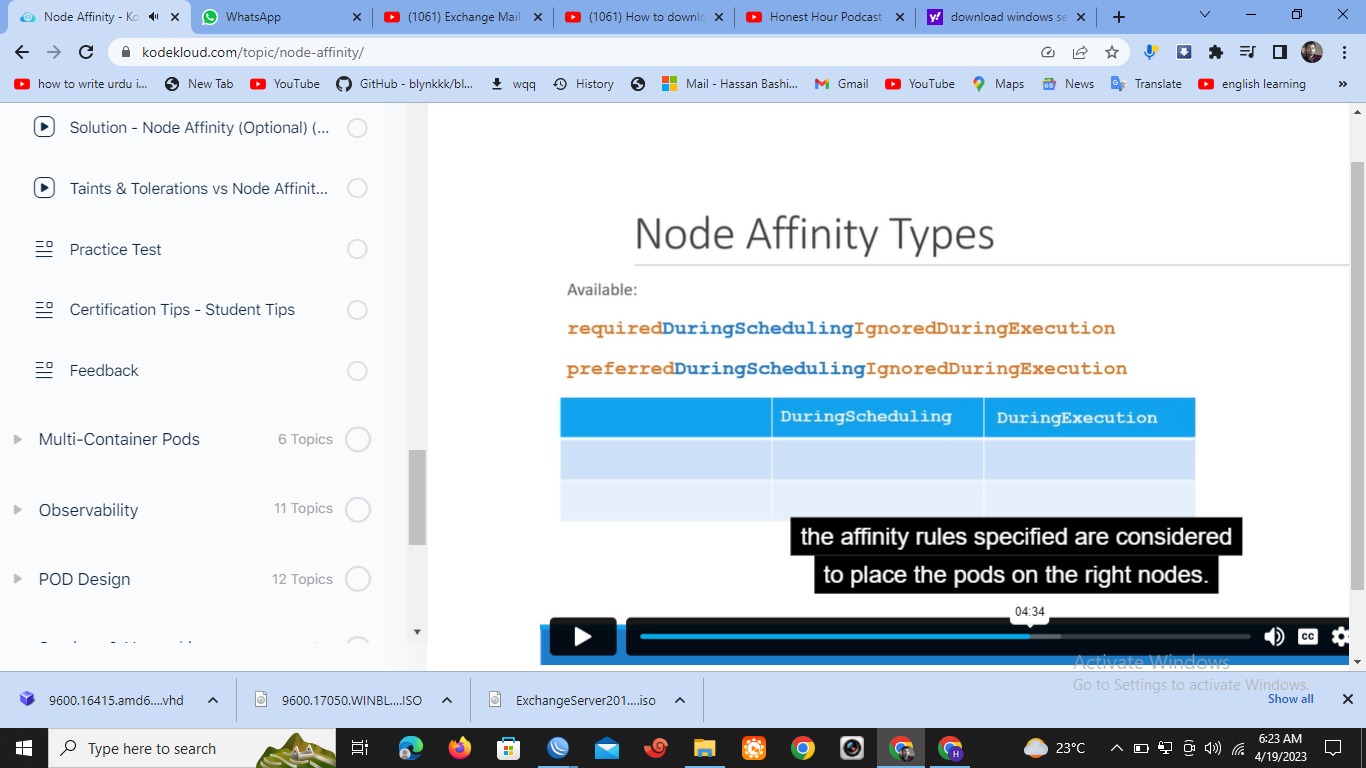 Node Affinity - Ko
WhatsApp
(1061) Exchange Mail
(1061) How to downlo
Honest Hour Podcast
download windows se
kodekloud.com/topic/node-affinity/
how to write urdu i...
New Tab
YouTube
GitHub - blynkkk/bl...
wqq
History
Mail - Hassan Bashi...
Gmail
YouTube
Maps
News
Translate
english learning
»
Solution - Node Affinity (Optional) (...
Taints & Tolerations vs Node Affinit...
Practice Test
Certification Tips - Student Tips
Feedback
Multi-Container Pods 6 Topics
Observability 11 Topics
POD Design 12 Topics
Node Affinity Types
Available:
requiredDuringSchedulingIgnoredDuringExecution
preferredDuringSchedulingIgnoredDuringExecution
DuringScheduling DuringExecution
the affinity rules specified are considered
to place the pods on the right nodes.
04:34
CC
Activate Windows
Go to Settings to activate Windows.
9600.16415.amd6....vhd
9600.17050.WINBL....ISO
ExchangeServer201....iso
Show all
Type here to search
H
23°C
6:23 AM
4/19/2023